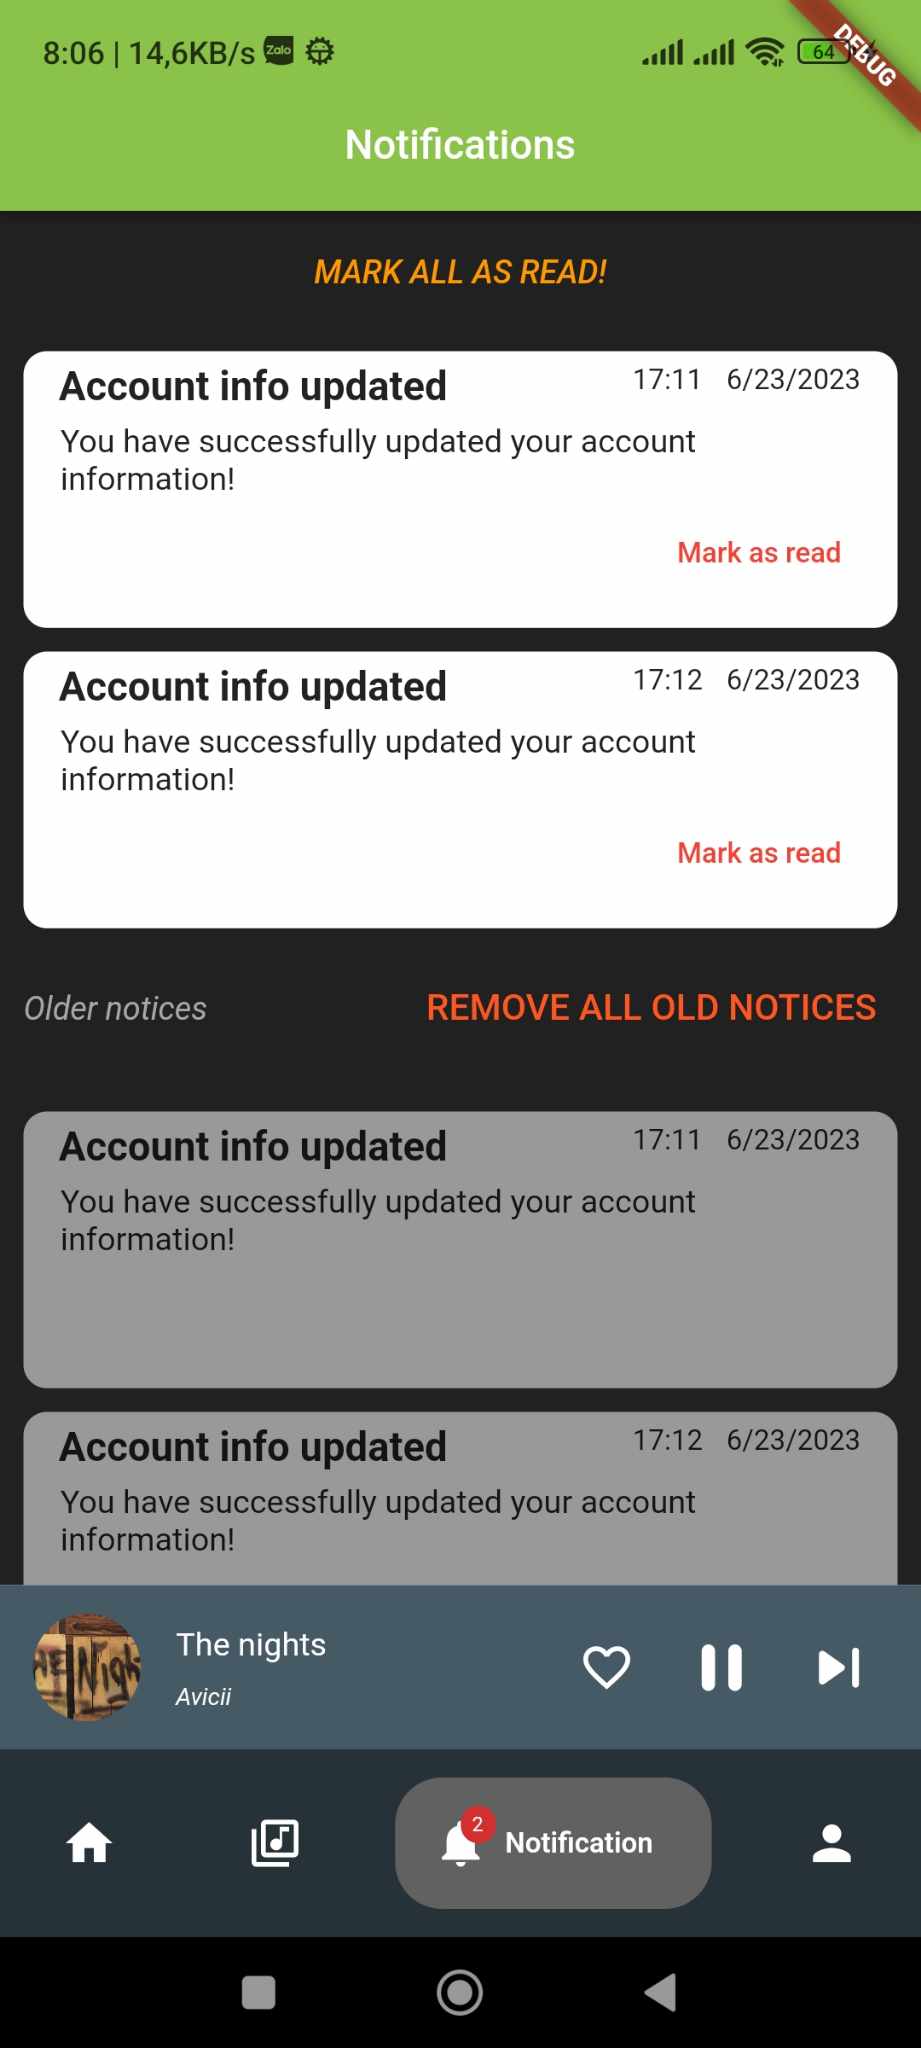 8:06 | 14,6KB/s Zalo 64
DEBUG
Notifications
MARK ALL AS READ!
Account info updated 17:11 6/23/2023
You have successfully updated your account
information!
Mark as read
Account info updated 17:12 6/23/2023
You have successfully updated your account
information!
Mark as read
Older notices REMOVE ALL OLD NOTICES
Account info updated 17:11 6/23/2023
You have successfully updated your account
information!
Account info updated 17:12 6/23/2023
You have successfully updated your account
information!
The nights
Avicii
2
Notification